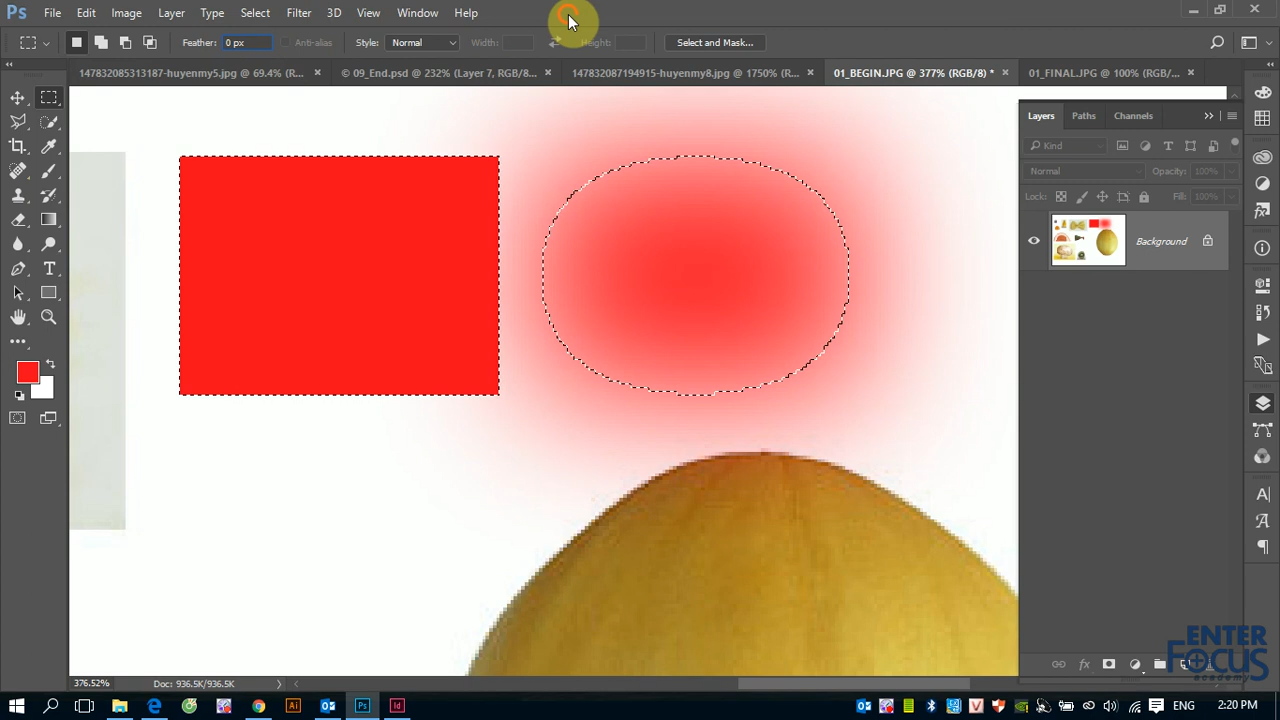 Ps File Edit Image Layer Type Select Filter 3D View Window Help
Feather: 0 px Anti-alias Style: Normal Width: Height: Select and Mask...
147832085313187-huyenmy5.jpg @ 69.4% (R... × © 09_End.psd @ 232% (Layer 7, RGB/8... × 147832087194915-huyenmy8.jpg @ 1750% (R... × 01_BEGIN.JPG @ 377% (RGB/8) * × 01_FINAL.JPG @ 100% (RGB/... ×
Layers Paths Channels
Kind
Normal Opacity: 100%
Lock: Fill: 100%
Background
ENTER
FOCUS
academy
376.52% Doc: 936.5K/936.5K
ENG 2:20 PM